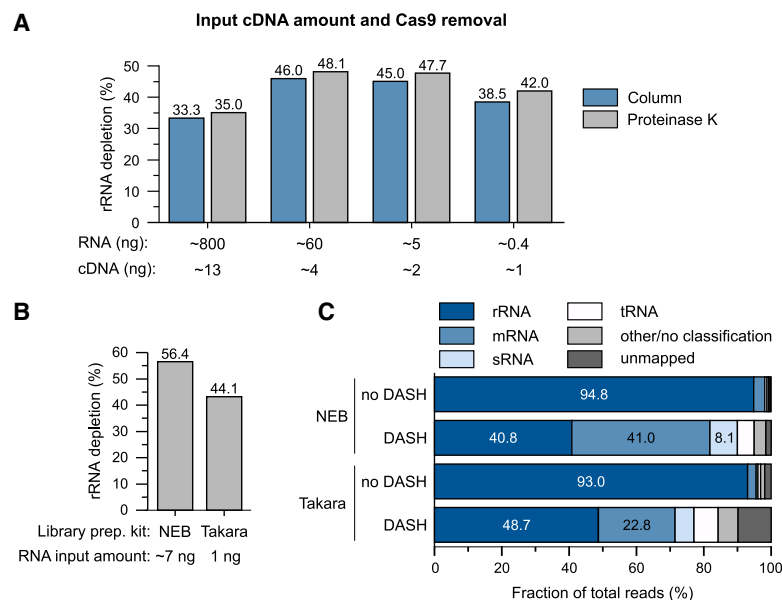 A
Input cDNA amount and Cas9 removal
rRNA depletion (%)
50
40
30
20
10
0
33.3 35.0 46.0 48.1 45.0 47.7 38.5 42.0
Column
Proteinase K
RNA (ng): ~800 ~60 ~5 ~0.4
cDNA (ng): ~13 ~4 ~2 ~1
B
rRNA depletion (%)
60
50
40
30
20
10
0
56.4 44.1
Library prep. kit: NEB Takara
RNA input amount: ~7 ng 1 ng
C
rRNA tRNA
mRNA other/no classification
sRNA unmapped
NEB
no DASH 94.8
DASH 40.8 41.0 8.1
Takara
no DASH 93.0
DASH 48.7 22.8
0 20 40 60 80 100
Fraction of total reads (%)